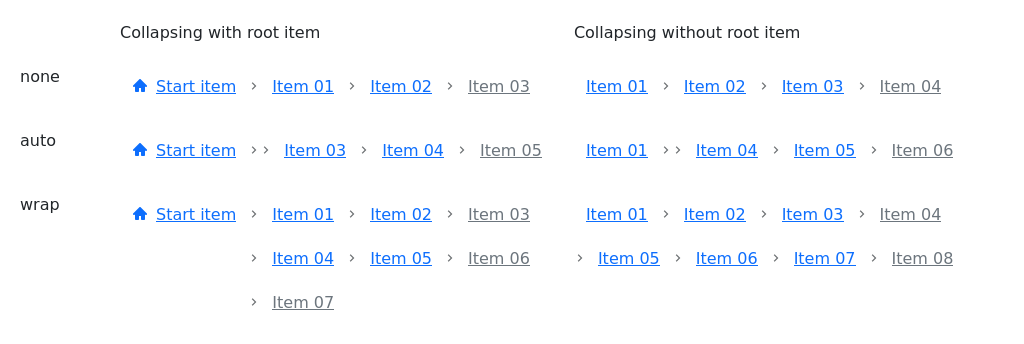 Collapsing with root item Collapsing without root item
none Start item › Item 01 › Item 02 › Item 03 Item 01 › Item 02 › Item 03 › Item 04
auto Start item › › Item 03 › Item 04 › Item 05 Item 01 › › Item 04 › Item 05 › Item 06
wrap Start item › Item 01 › Item 02 › Item 03 Item 01 › Item 02 › Item 03 › Item 04
› Item 04 › Item 05 › Item 06 › Item 05 › Item 06 › Item 07 › Item 08
› Item 07